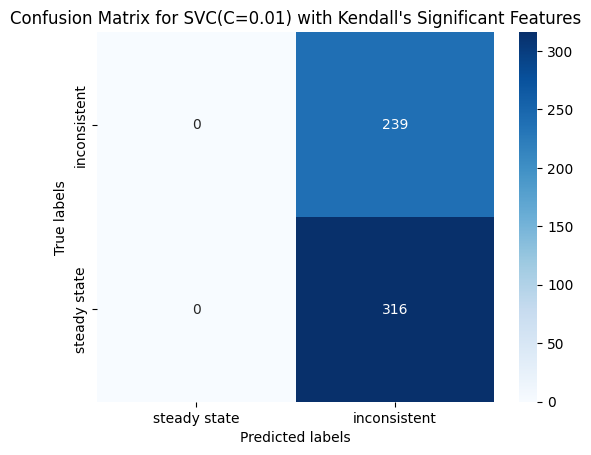 Confusion Matrix for SVC(C=0.01) with Kendall's Significant Features
True labels
inconsistent
steady state
0
239
0
316
steady state
inconsistent
Predicted labels
300
250
200
150
100
50
0